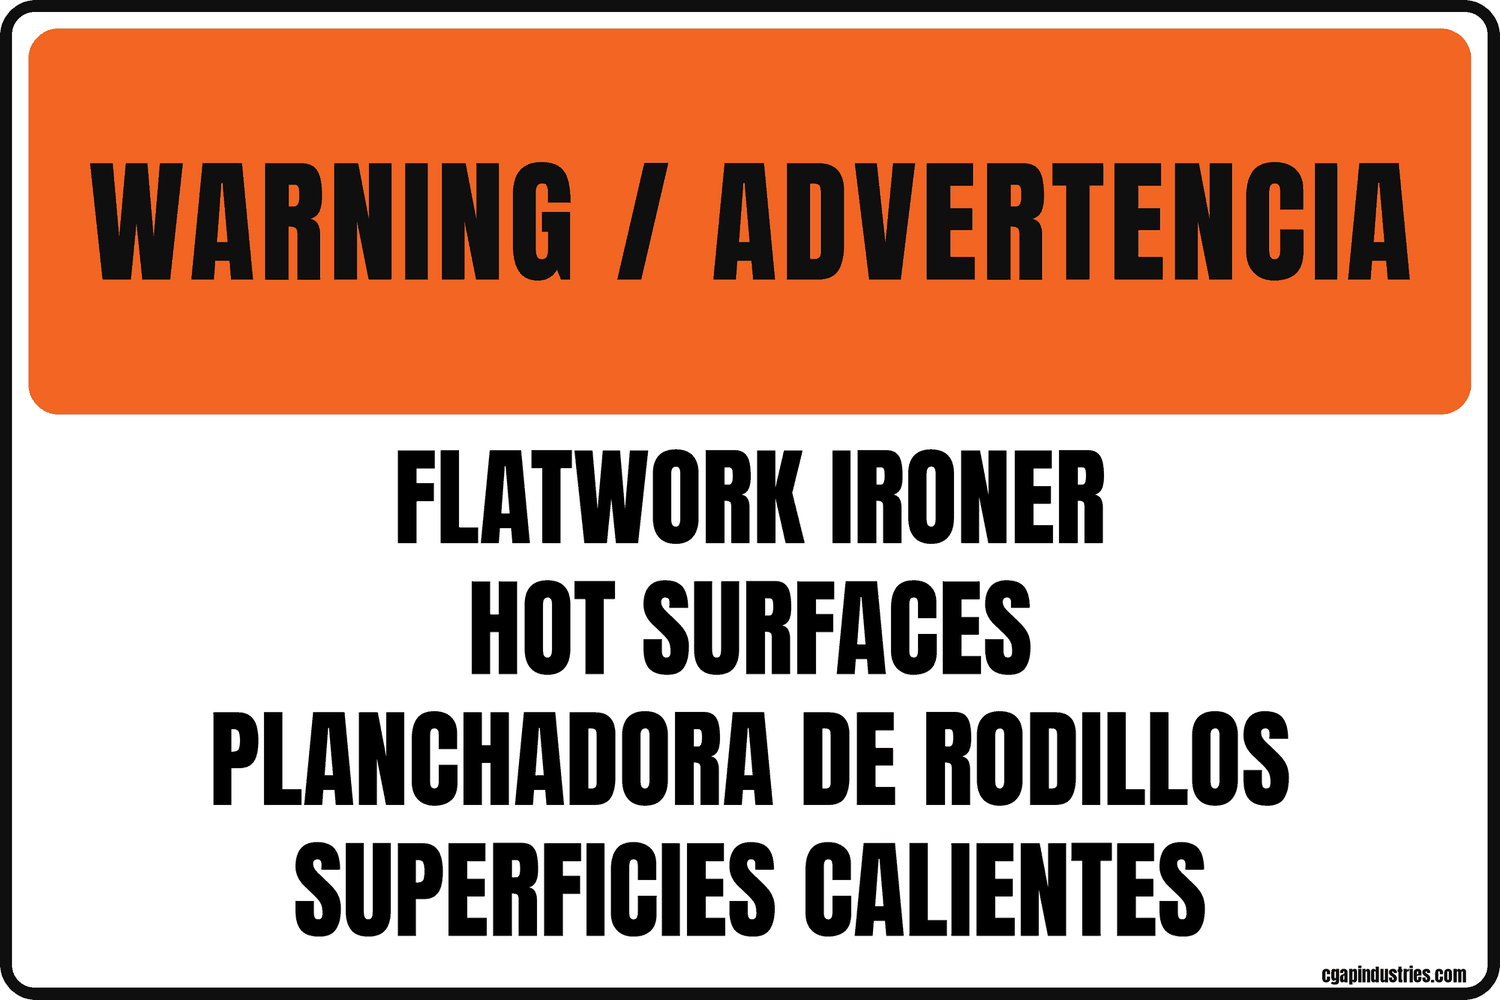 WARNING / ADVERTENCIA
FLATWORK IRONER
HOT SURFACES
PLANCHADORA DE RODILLOS
SUPERFICIES CALIENTES
cgapindustries.com